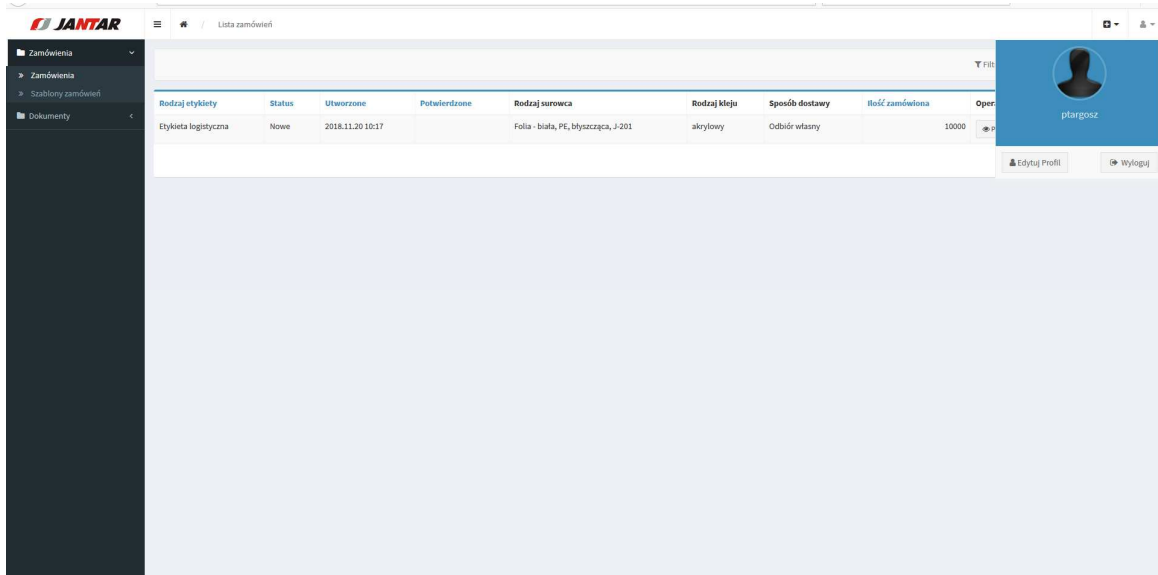 JANTAR
/ Lista zamówień
Zamówienia
» Zamówienia
» Szablony zamówień
Dokumenty
Filt
Rodzaj etykiety Status Utworzone Potwierdzone Rodzaj surowca Rodzaj kleju Sposób dostawy Ilość zamówiona Oper
Etykieta logistyczna Nowe 2018.11.20 10:17 Folia - biała, PE, błyszcząca, J-201 akrylowy Odbiór własny 10000 P
ptargosz
Edytuj Profil Wyloguj